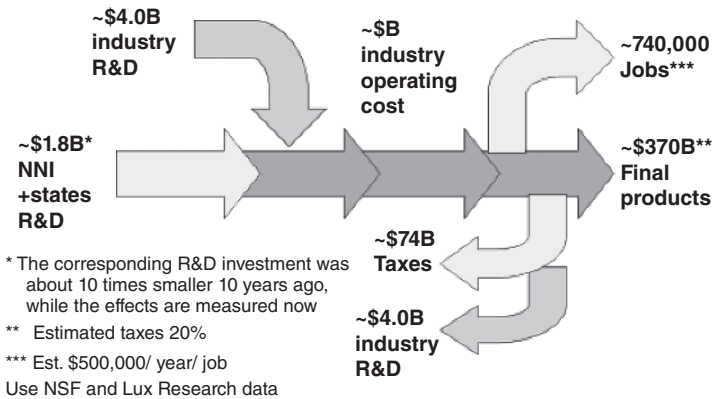 ~$4.0B
industry
R&D
~$B
industry
operating
cost
~740,000
Jobs***
~$1.8B*
NNI
+states
R&D
~$370B**
Final
products
~$74B
Taxes
~$4.0B
industry
R&D
* The corresponding R&D investment was
about 10 times smaller 10 years ago,
while the effects are measured now
** Estimated taxes 20%
*** Est. $500,000/ year/ job
Use NSF and Lux Research data